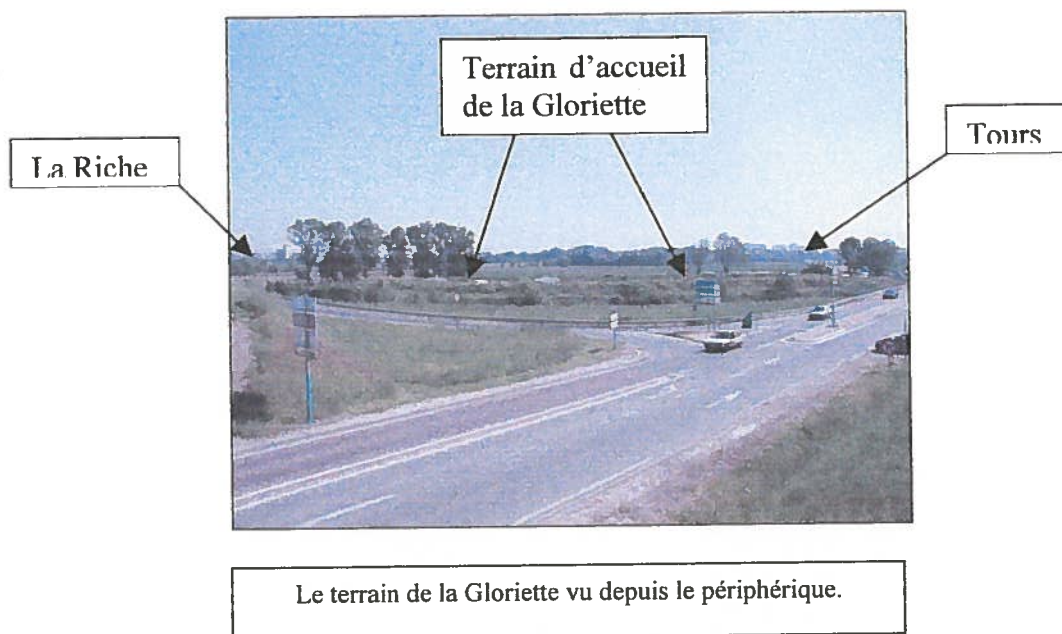 Terrain d'accueil
de la Gloriette
Tours
La Riche
Le terrain de la Gloriette vu depuis le périphérique.